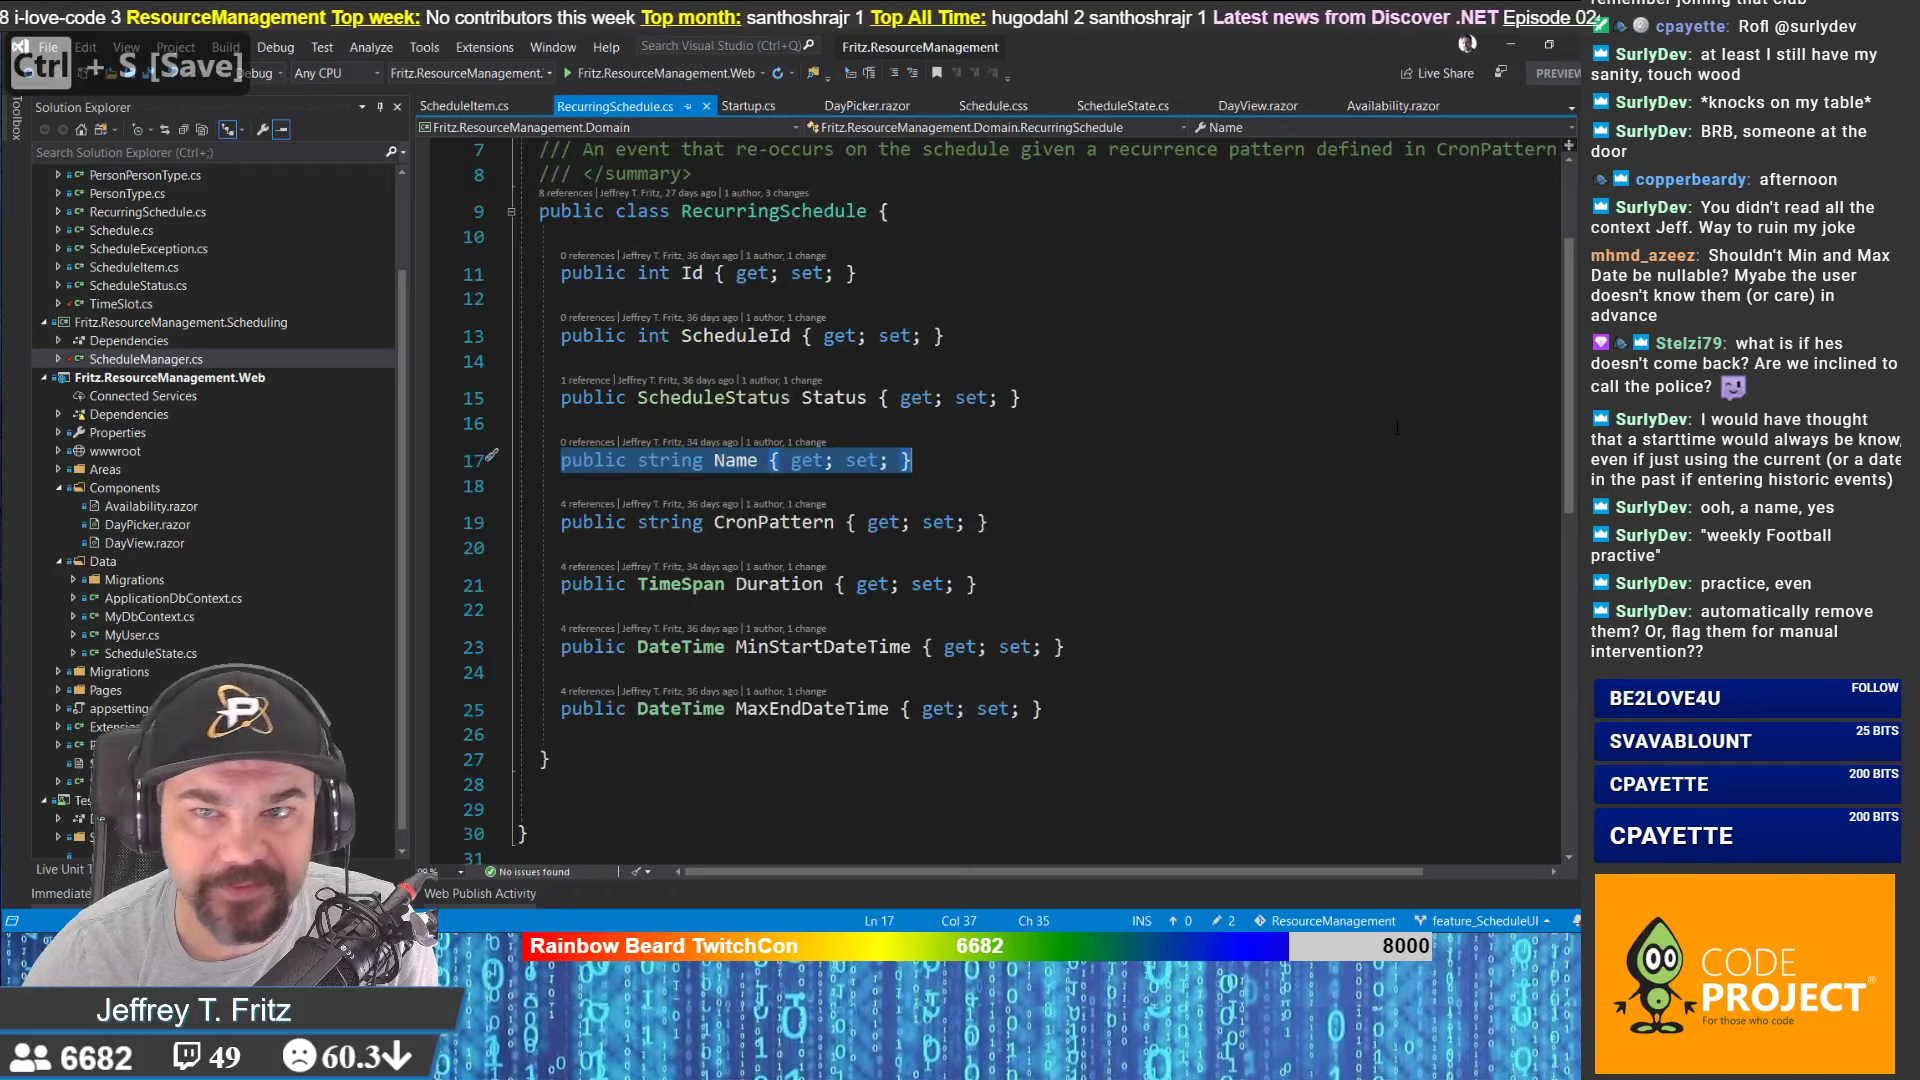 8 i-love-code 3 ResourceManagement Top week: No contributors this week Top month: santhoshrajr 1 Top All Time: hugodahl 2 santhoshrajr 1 Latest news from Discover .NET Episode 02
File Edit View Project Build Debug Test Analyze Tools Extensions Window Help Search Visual Studio (Ctrl+Q) Fritz.ResourceManagement
Ctrl + S [Save]
Debug Any CPU Fritz.ResourceManagement. Fritz.ResourceManagement.Web Live Share PREVIEW
Toolbox
Solution Explorer
Search Solution Explorer (Ctrl+;)
PersonPersonType.cs
PersonType.cs
RecurringSchedule.cs
Schedule.cs
ScheduleException.cs
ScheduleItem.cs
ScheduleStatus.cs
TimeSlot.cs
Fritz.ResourceManagement.Scheduling
Dependencies
ScheduleManager.cs
Fritz.ResourceManagement.Web
Connected Services
Dependencies
Properties
wwwroot
Areas
Components
Availability.razor
DayPicker.razor
DayView.razor
Data
Migrations
ApplicationDbContext.cs
MyDbContext.cs
MyUser.cs
ScheduleState.cs
Migrations
Pages
appsetting
Extens
Live Unit T
Immediate
ScheduleItem.cs RecurringSchedule.cs Startup.cs DayPicker.razor Schedule.css ScheduleState.cs DayView.razor Availability.razor
Fritz.ResourceManagement.Domain Fritz.ResourceManagement.Domain.RecurringSchedule Name
7 /// An event that re-occurs on the schedule given a recurrence pattern defined in CronPattern
8 /// </summary>
8 references | Jeffrey T. Fritz, 27 days ago | 1 author, 3 changes
9 public class RecurringSchedule {
10
0 references | Jeffrey T. Fritz, 36 days ago | 1 author, 1 change
11 public int Id { get; set; }
12
0 references | Jeffrey T. Fritz, 36 days ago | 1 author, 1 change
13 public int ScheduleId { get; set; }
14
1 reference | Jeffrey T. Fritz, 36 days ago | 1 author, 1 change
15 public ScheduleStatus Status { get; set; }
16
0 references | Jeffrey T. Fritz, 34 days ago | 1 author, 1 change
17 public string Name { get; set; }
18
4 references | Jeffrey T. Fritz, 36 days ago | 1 author, 1 change
19 public string CronPattern { get; set; }
20
4 references | Jeffrey T. Fritz, 34 days ago | 1 author, 1 change
21 public TimeSpan Duration { get; set; }
22
4 references | Jeffrey T. Fritz, 36 days ago | 1 author, 1 change
23 public DateTime MinStartDateTime { get; set; }
24
4 references | Jeffrey T. Fritz, 36 days ago | 1 author, 1 change
25 public DateTime MaxEndDateTime { get; set; }
26
27 }
28
29
30 }
31
No issues found
Web Publish Activity
Ln 17 Col 37 Ch 35 INS 0 2 ResourceManagement feature_ScheduleUI
Rainbow Beard TwitchCon 6682 8000
Jeffrey T. Fritz
6682 49 60.3
remember joining that club
cpayette: Rofl @surlydev
SurlyDev: at least I still have my
sanity, touch wood
SurlyDev: *knocks on my table*
SurlyDev: BRB, someone at the
door
copperbeardy: afternoon
SurlyDev: You didn't read all the
context Jeff. Way to ruin my joke
mhmd_azeez: Shouldn't Min and Max
Date be nullable? Myabe the user
doesn't know them (or care) in
advance
Stelzi79: what is if hes
doesn't come back? Are we inclined to
call the police?
SurlyDev: I would have thought
that a starttime would always be know,
even if just using the current (or a date
in the past if entering historic events)
SurlyDev: ooh, a name, yes
SurlyDev: "weekly Football
practive"
SurlyDev: practice, even
SurlyDev: automatically remove
them? Or, flag them for manual
intervention??
BE2LOVE4U FOLLOW
SVAVABLOUNT 25 BITS
CPAYETTE 200 BITS
CPAYETTE 200 BITS
CODE
PROJECT®
For those who code